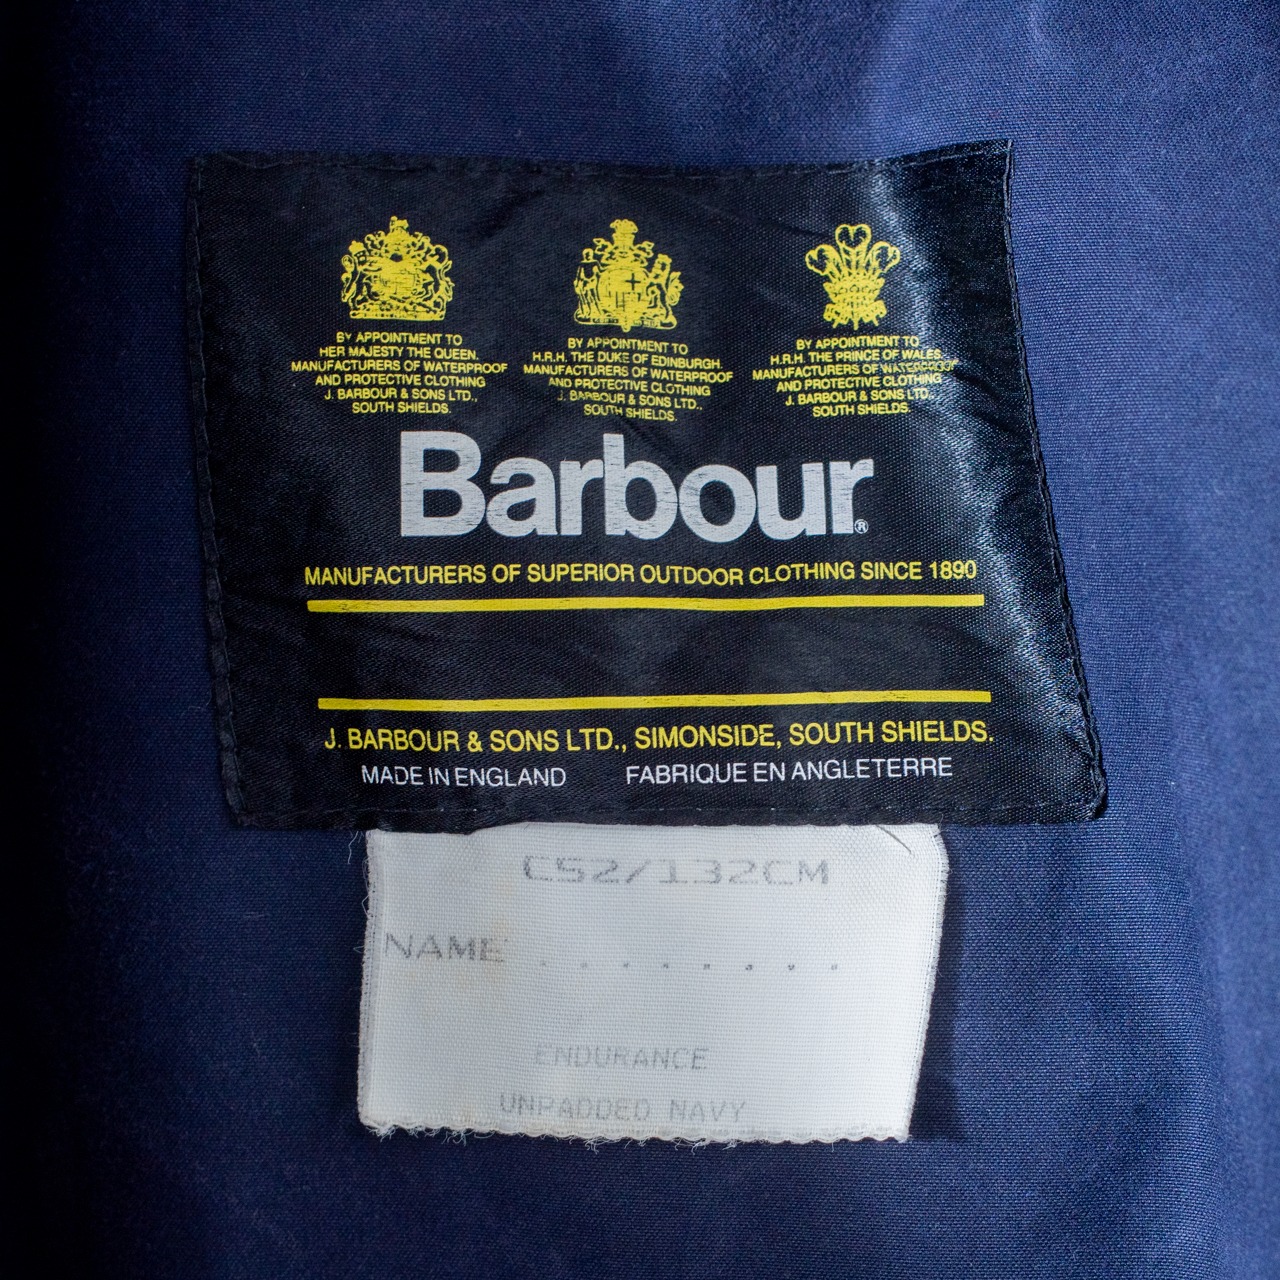 BY APPOINTMENT TO
HER MAJESTY THE QUEEN.
MANUFACTURERS OF WATERPROOF
AND PROTECTIVE CLOTHING
J. BARBOUR & SONS LTD.,
SOUTH SHIELDS.
BY APPOINTMENT TO
H.R.H. THE DUKE OF EDINBURGH.
MANUFACTURERS OF WATERPROOF
AND PROTECTIVE CLOTHING
J. BARBOUR & SONS LTD.,
SOUTH SHIELDS.
BY APPOINTMENT TO
H.R.H. THE PRINCE OF WALES.
MANUFACTURERS OF WATERPROOF
AND PROTECTIVE CLOTHING
J. BARBOUR & SONS LTD.,
SOUTH SHIELDS.
Barbour®
MANUFACTURERS OF SUPERIOR OUTDOOR CLOTHING SINCE 1890
J. BARBOUR & SONS LTD., SIMONSIDE, SOUTH SHIELDS.
MADE IN ENGLAND FABRIQUE EN ANGLETERRE
C52/132CM
NAME ........
ENDURANCE
UNPADDED NAVY